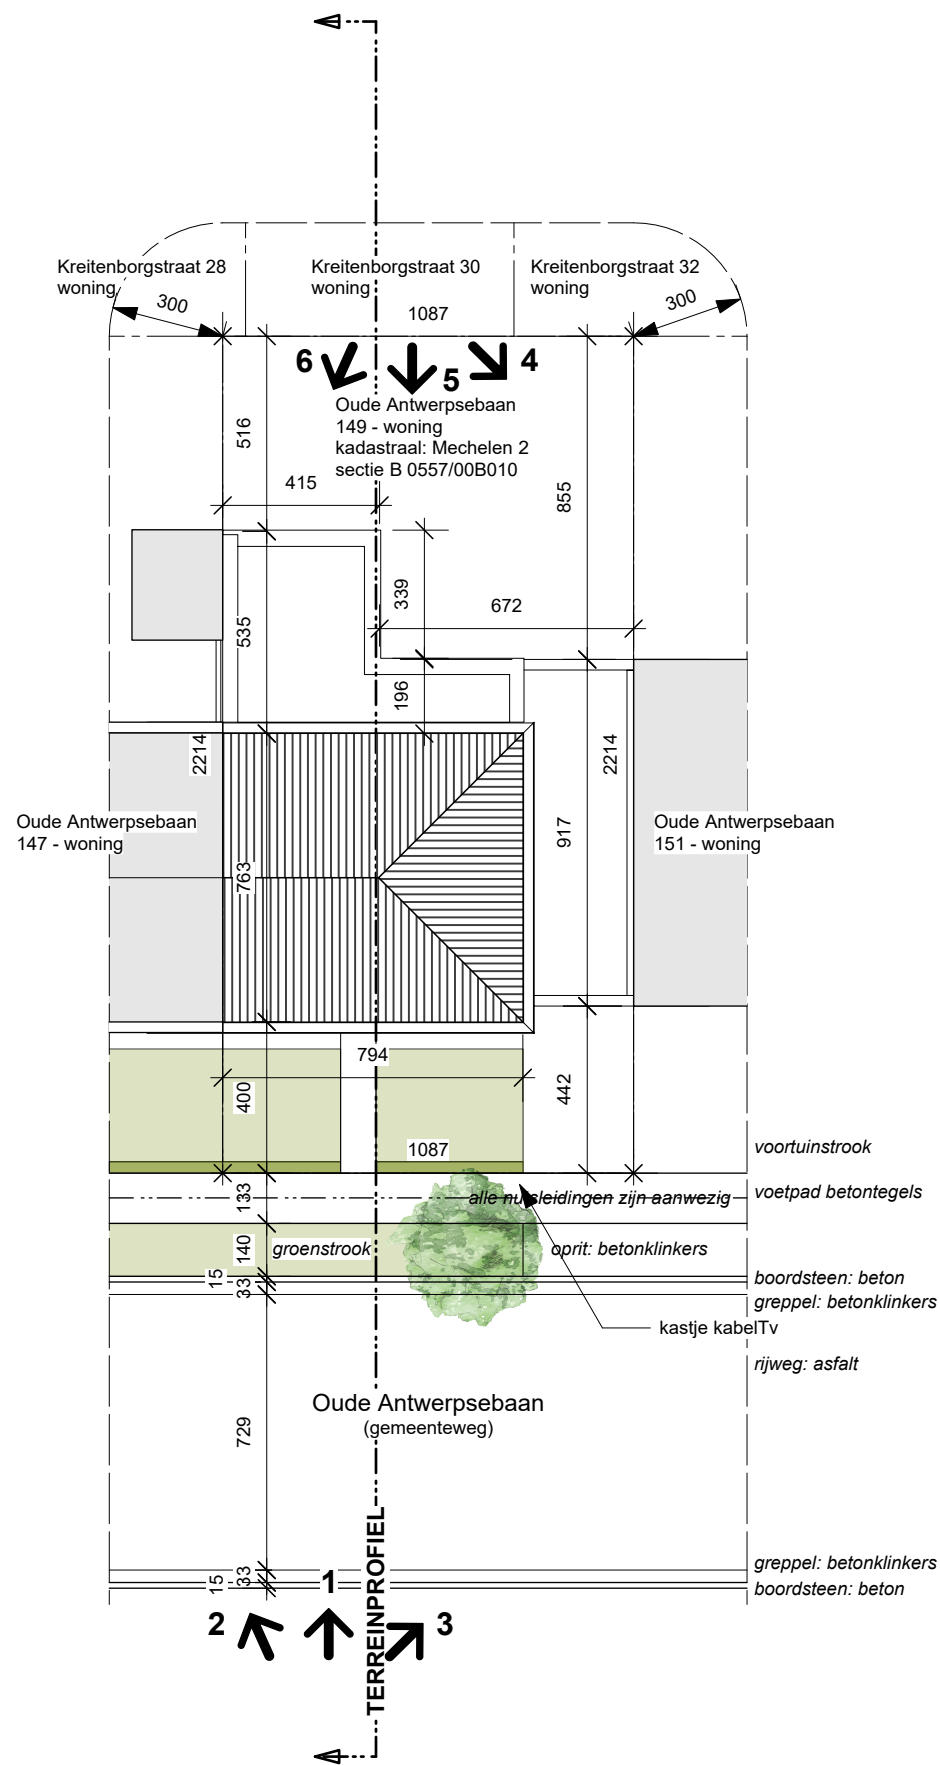 Kreitenborgstraat 28
woning
Kreitenborgstraat 30
woning
Kreitenborgstraat 32
woning
300
1087
300
6
5
4
Oude Antwerpsebaan
149 - woning
kadastraal: Mechelen 2
sectie B 0557/00B010
516
415
855
339
672
535
196
2214
2214
Oude Antwerpsebaan
147 - woning
763
917
Oude Antwerpsebaan
151 - woning
794
400
442
1087
voortuinstrook
133
alle nutsleidingen zijn aanwezig
voetpad betontegels
140
groenstrook
oprit: betonklinkers
15
33
boordsteen: beton
greppel: betonklinkers
kastje kabelTv
rijweg: asfalt
Oude Antwerpsebaan
(gemeenteweg)
729
TERREINPROFIEL
greppel: betonklinkers
33
15
boordsteen: beton
1
2
3